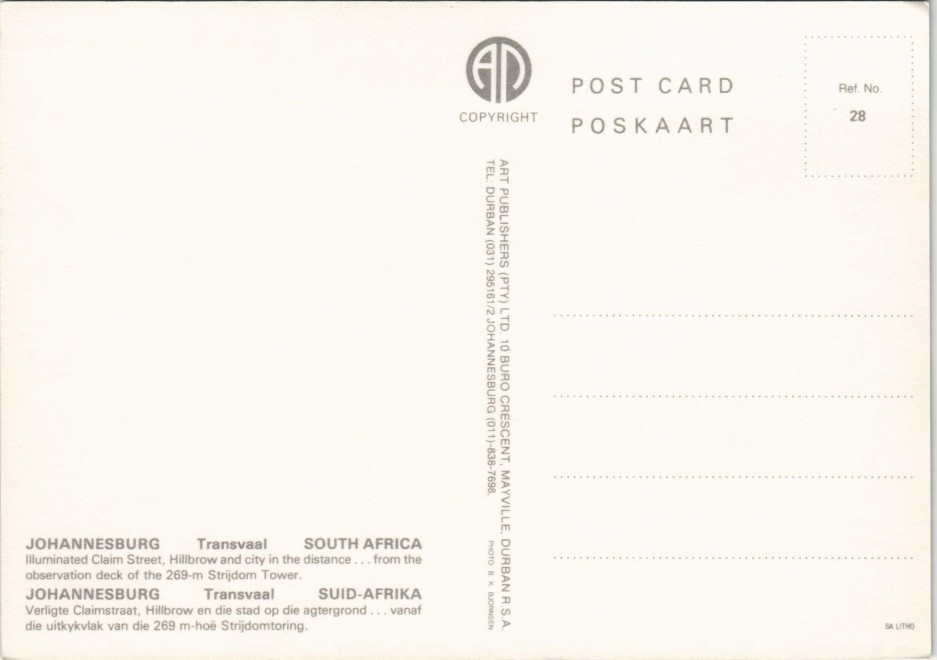 COPYRIGHT
POST CARD
POSKAART
Ref. No.
28
ART PUBLISHERS (PTY) LTD. 10 BURO CRESCENT, MAYVILLE, DURBAN R S A.
TEL. DURBAN (031) 295161/2 JOHANNESBURG (011)-838-7698.
PHOTO B. K. BJORNSEN
JOHANNESBURG Transvaal SOUTH AFRICA
Illuminated Claim Street, Hillbrow and city in the distance . . . from the
observation deck of the 269-m Strijdom Tower.
JOHANNESBURG Transvaal SUID-AFRIKA
Verligte Claimstraat, Hillbrow en die stad op die agtergrond . . . vanaf
die uitkykvlak van die 269 m-hoë Strijdomtoring.
SA LITHO